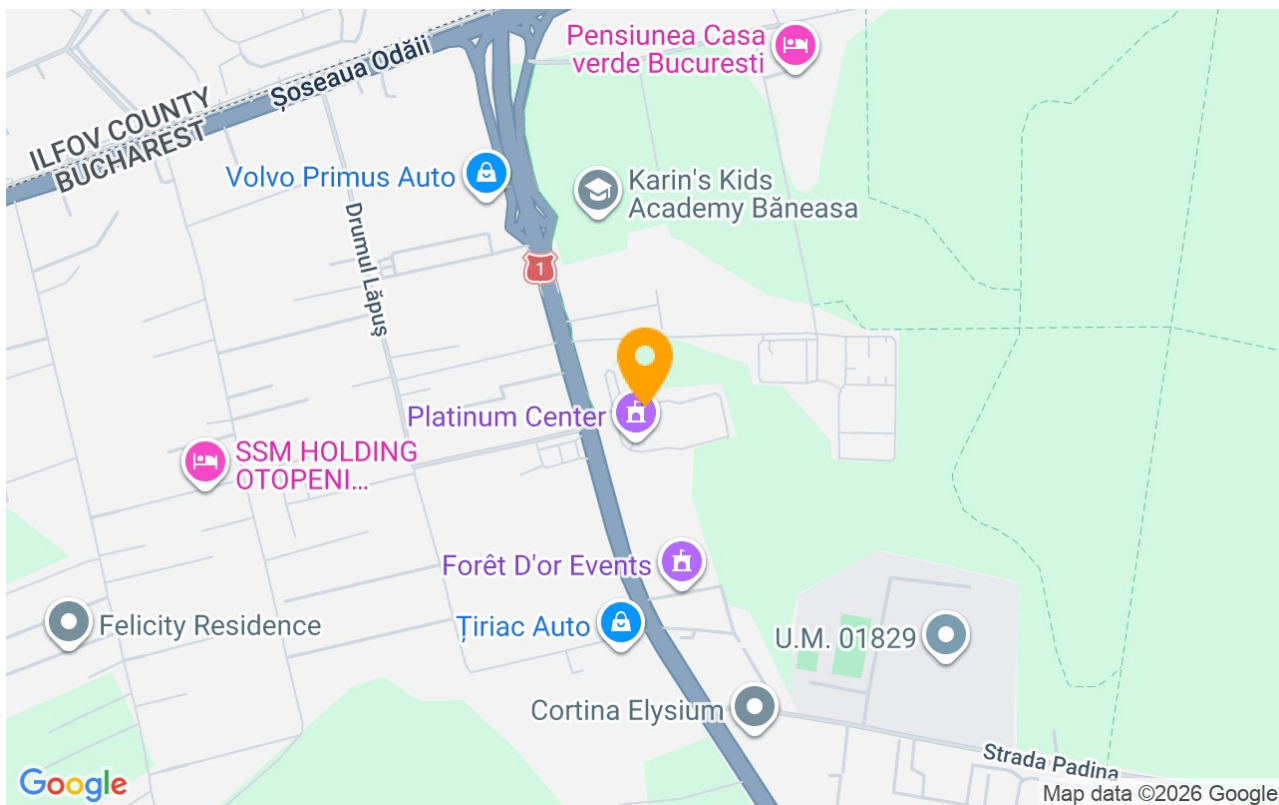 Pensiunea Casa
verde Bucuresti
Șoseaua Odăii
ILFOV COUNTY
BUCHAREST
Volvo Primus Auto
Karin's Kids
Academy Băneasa
Drumul Lăpuș
1
Platinum Center
SSM HOLDING
OTOPENI...
Forêt D'or Events
Felicity Residence
Țiriac Auto
U.M. 01829
Cortina Elysium
Strada Padina
Google
Map data ©2026 Google